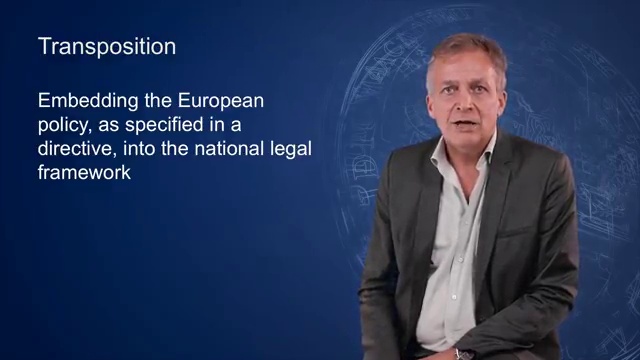 Transposition
Embedding the European
policy, as specified in a
directive, into the national legal
framework